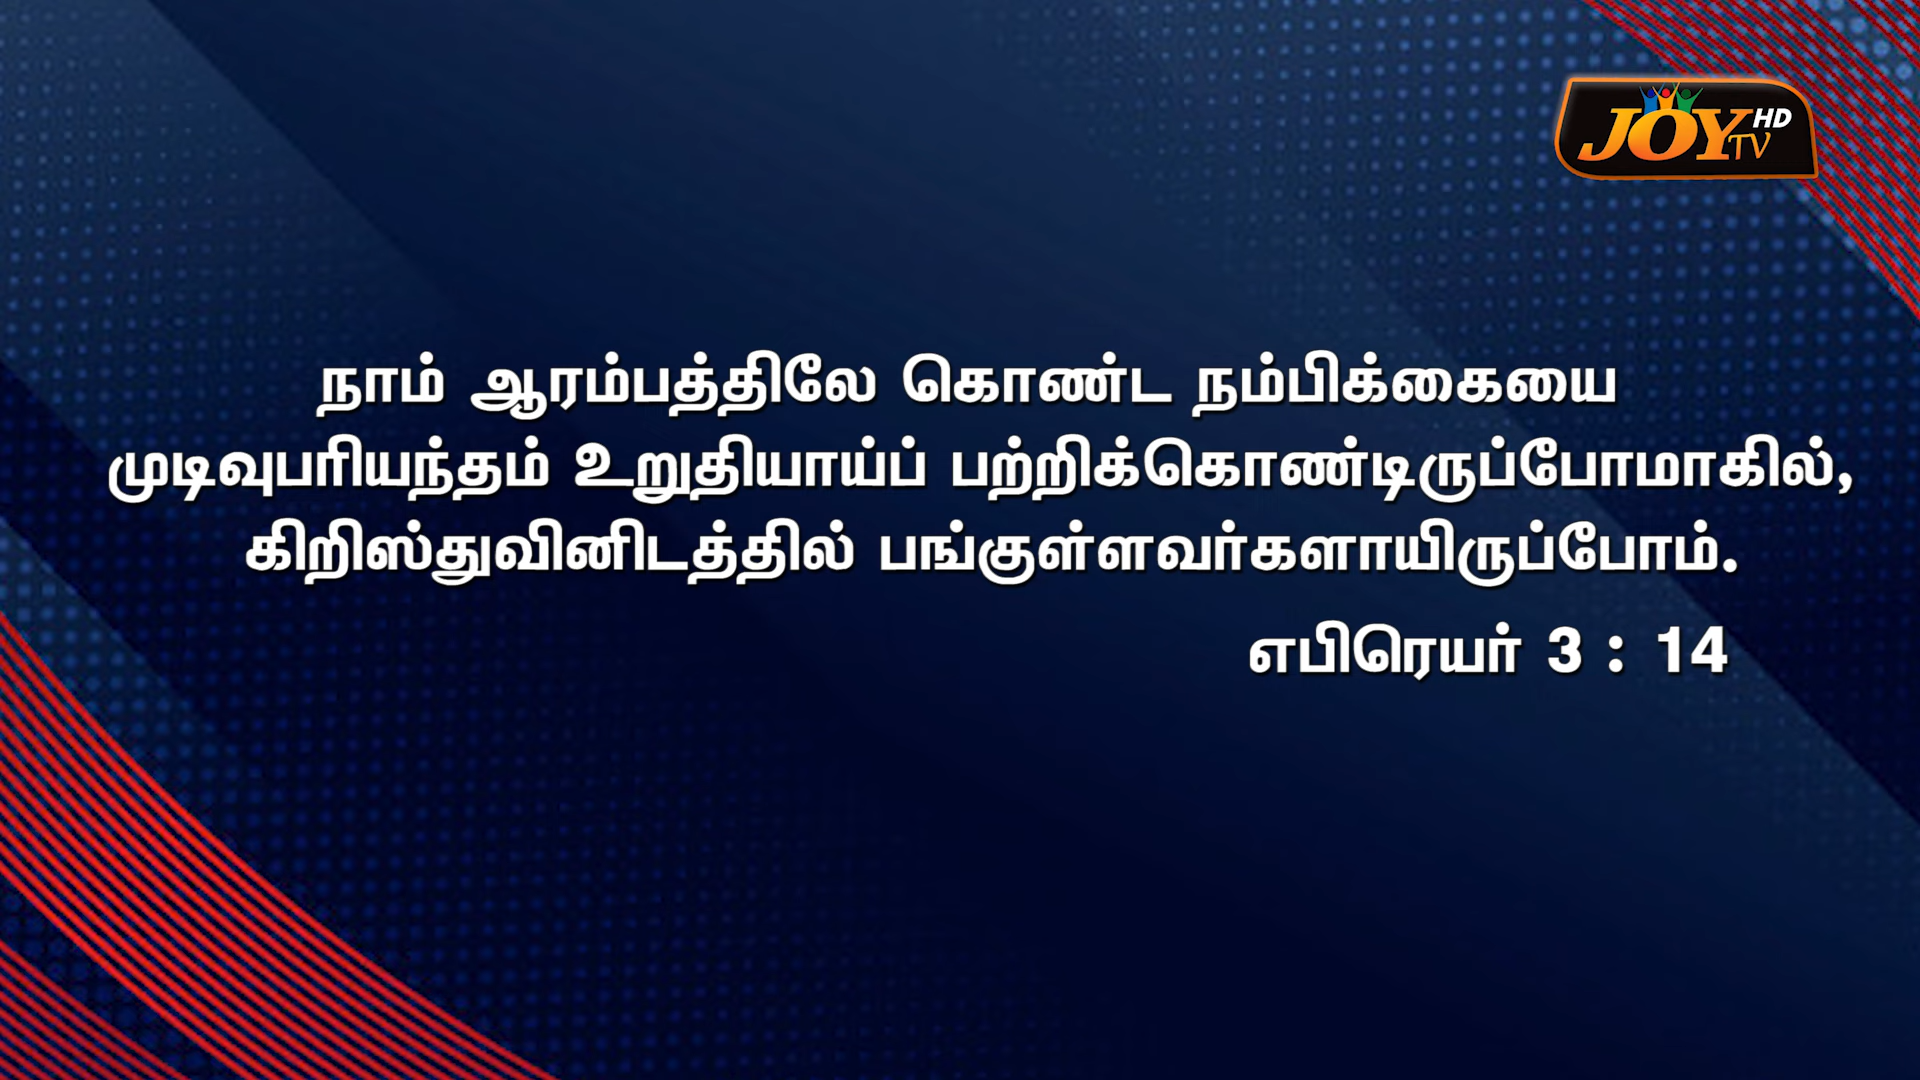 JOY HD
TV
நாம் ஆரம்பத்திலே கொண்ட நம்பிக்கையை
முடிவுபரியந்தம் உறுதியாய்ப் பற்றிக்கொண்டிருப்போமாகில்,
கிறிஸ்துவினிடத்தில் பங்குள்ளவர்களாயிருப்போம்.
எபிரெயர் 3 : 14